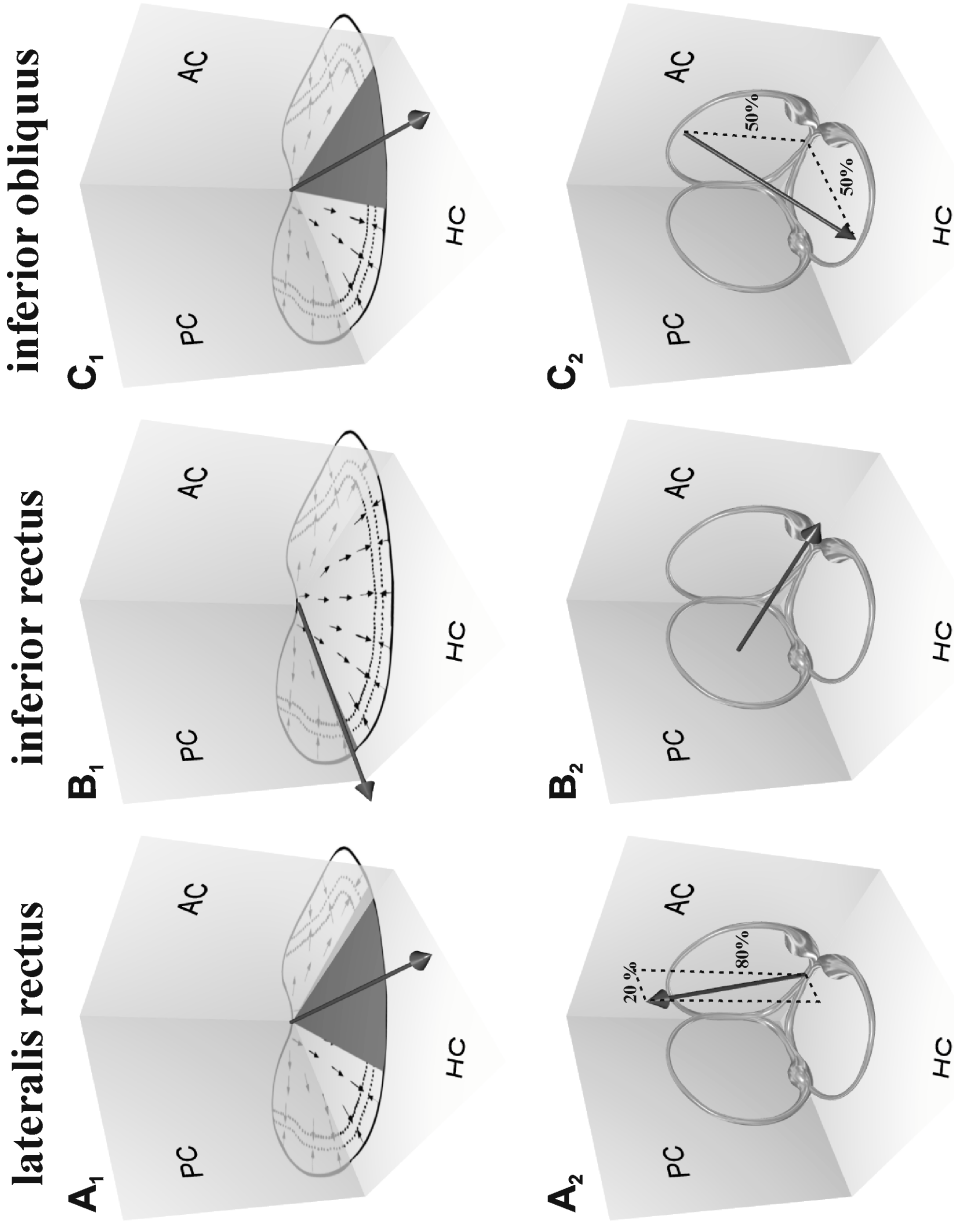 lateralis rectus
inferior rectus
inferior obliquus
A1
PC
AC
HC
B1
PC
AC
HC
C1
PC
AC
HC
A2
PC
AC
HC
20 %
80%
B2
PC
AC
HC
C2
PC
AC
HC
50%
50%